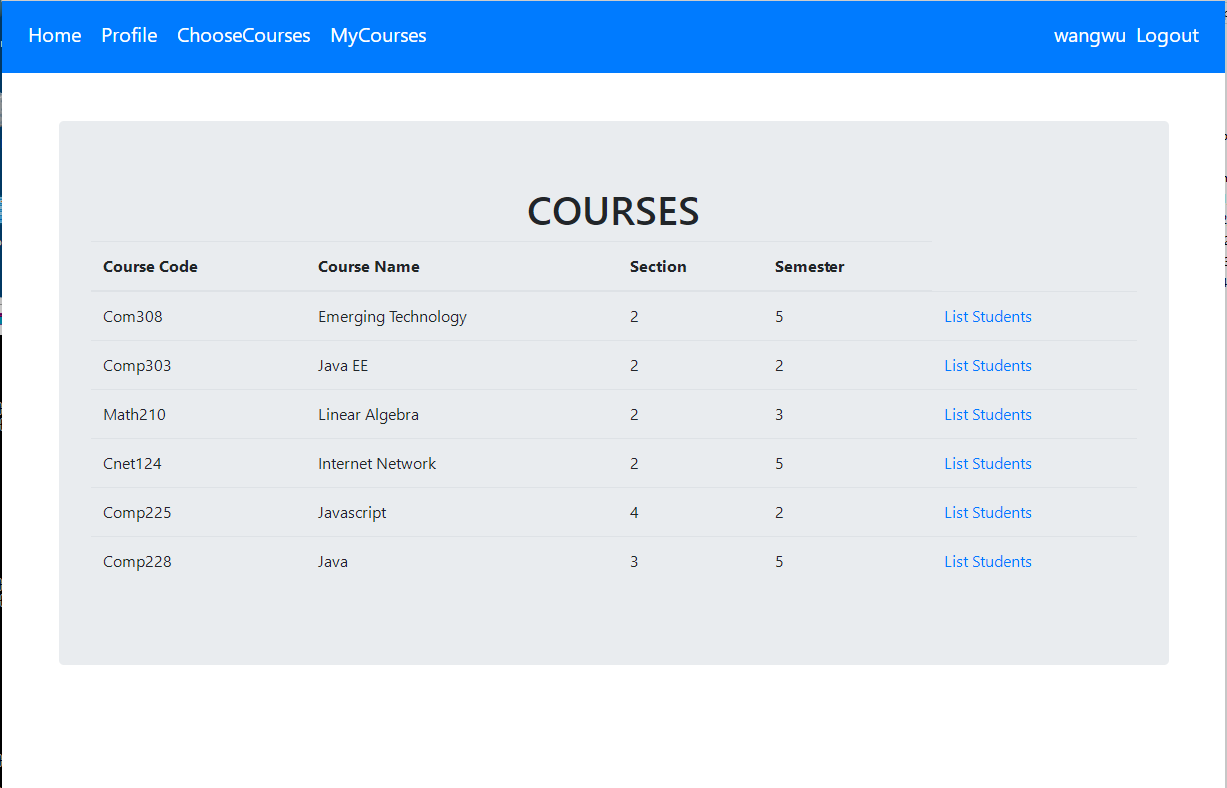 Home Profile ChooseCourses MyCourses wangwu Logout
COURSES
Course Code Course Name Section Semester
Com308 Emerging Technology 2 5 List Students
Comp303 Java EE 2 2 List Students
Math210 Linear Algebra 2 3 List Students
Cnet124 Internet Network 2 5 List Students
Comp225 Javascript 4 2 List Students
Comp228 Java 3 5 List Students